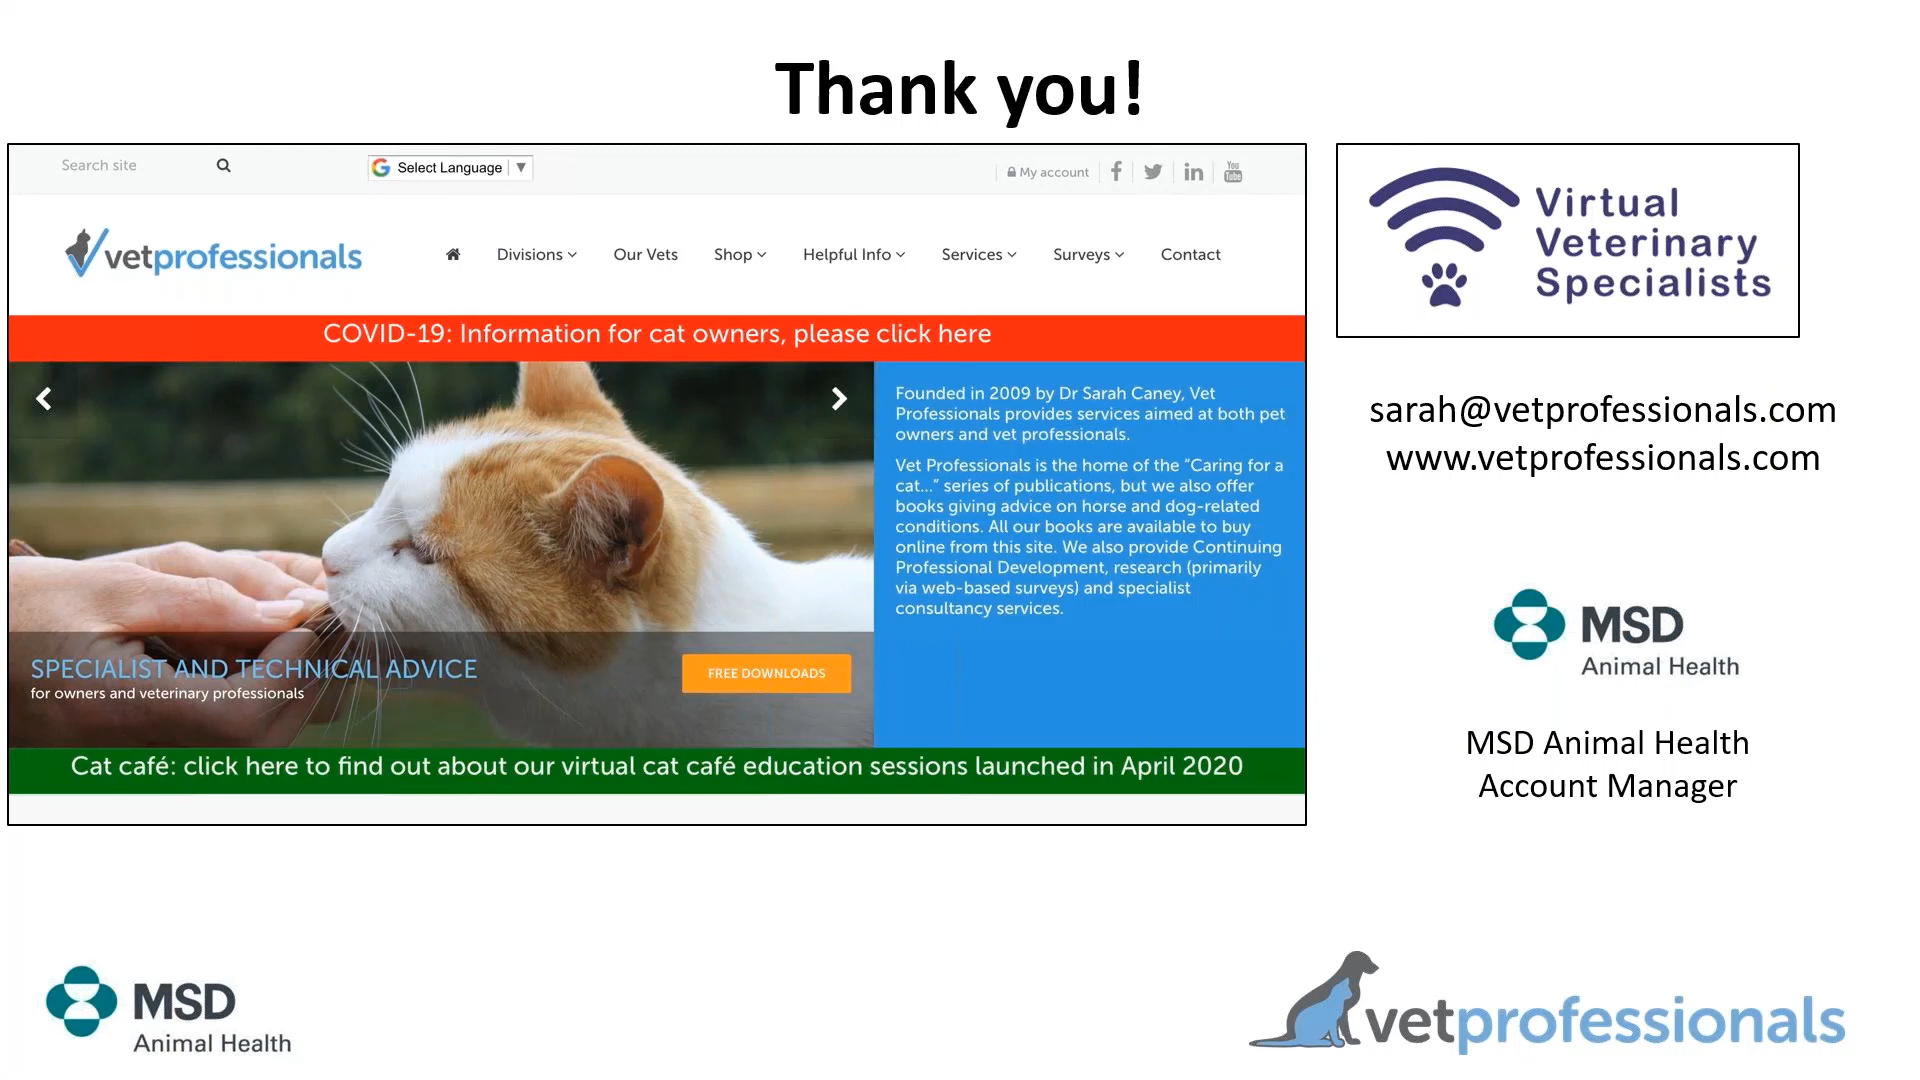 Thank you!
Search site
Select Language
My account
You
Tube
vetprofessionals
Divisions
Our Vets
Shop
Helpful Info
Services
Surveys
Contact
COVID-19: Information for cat owners, please click here
Founded in 2009 by Dr Sarah Caney, Vet
Professionals provides services aimed at both pet
owners and vet professionals.
Vet Professionals is the home of the “Caring for a
cat...” series of publications, but we also offer
books giving advice on horse and dog-related
conditions. All our books are available to buy
online from this site. We also provide Continuing
Professional Development, research (primarily
via web-based surveys) and specialist
consultancy services.
SPECIALIST AND TECHNICAL ADVICE
for owners and veterinary professionals
FREE DOWNLOADS
Cat café: click here to find out about our virtual cat café education sessions launched in April 2020
Virtual
Veterinary
Specialists
sarah@vetprofessionals.com
www.vetprofessionals.com
MSD
Animal Health
MSD Animal Health
Account Manager
MSD
Animal Health
vetprofessionals